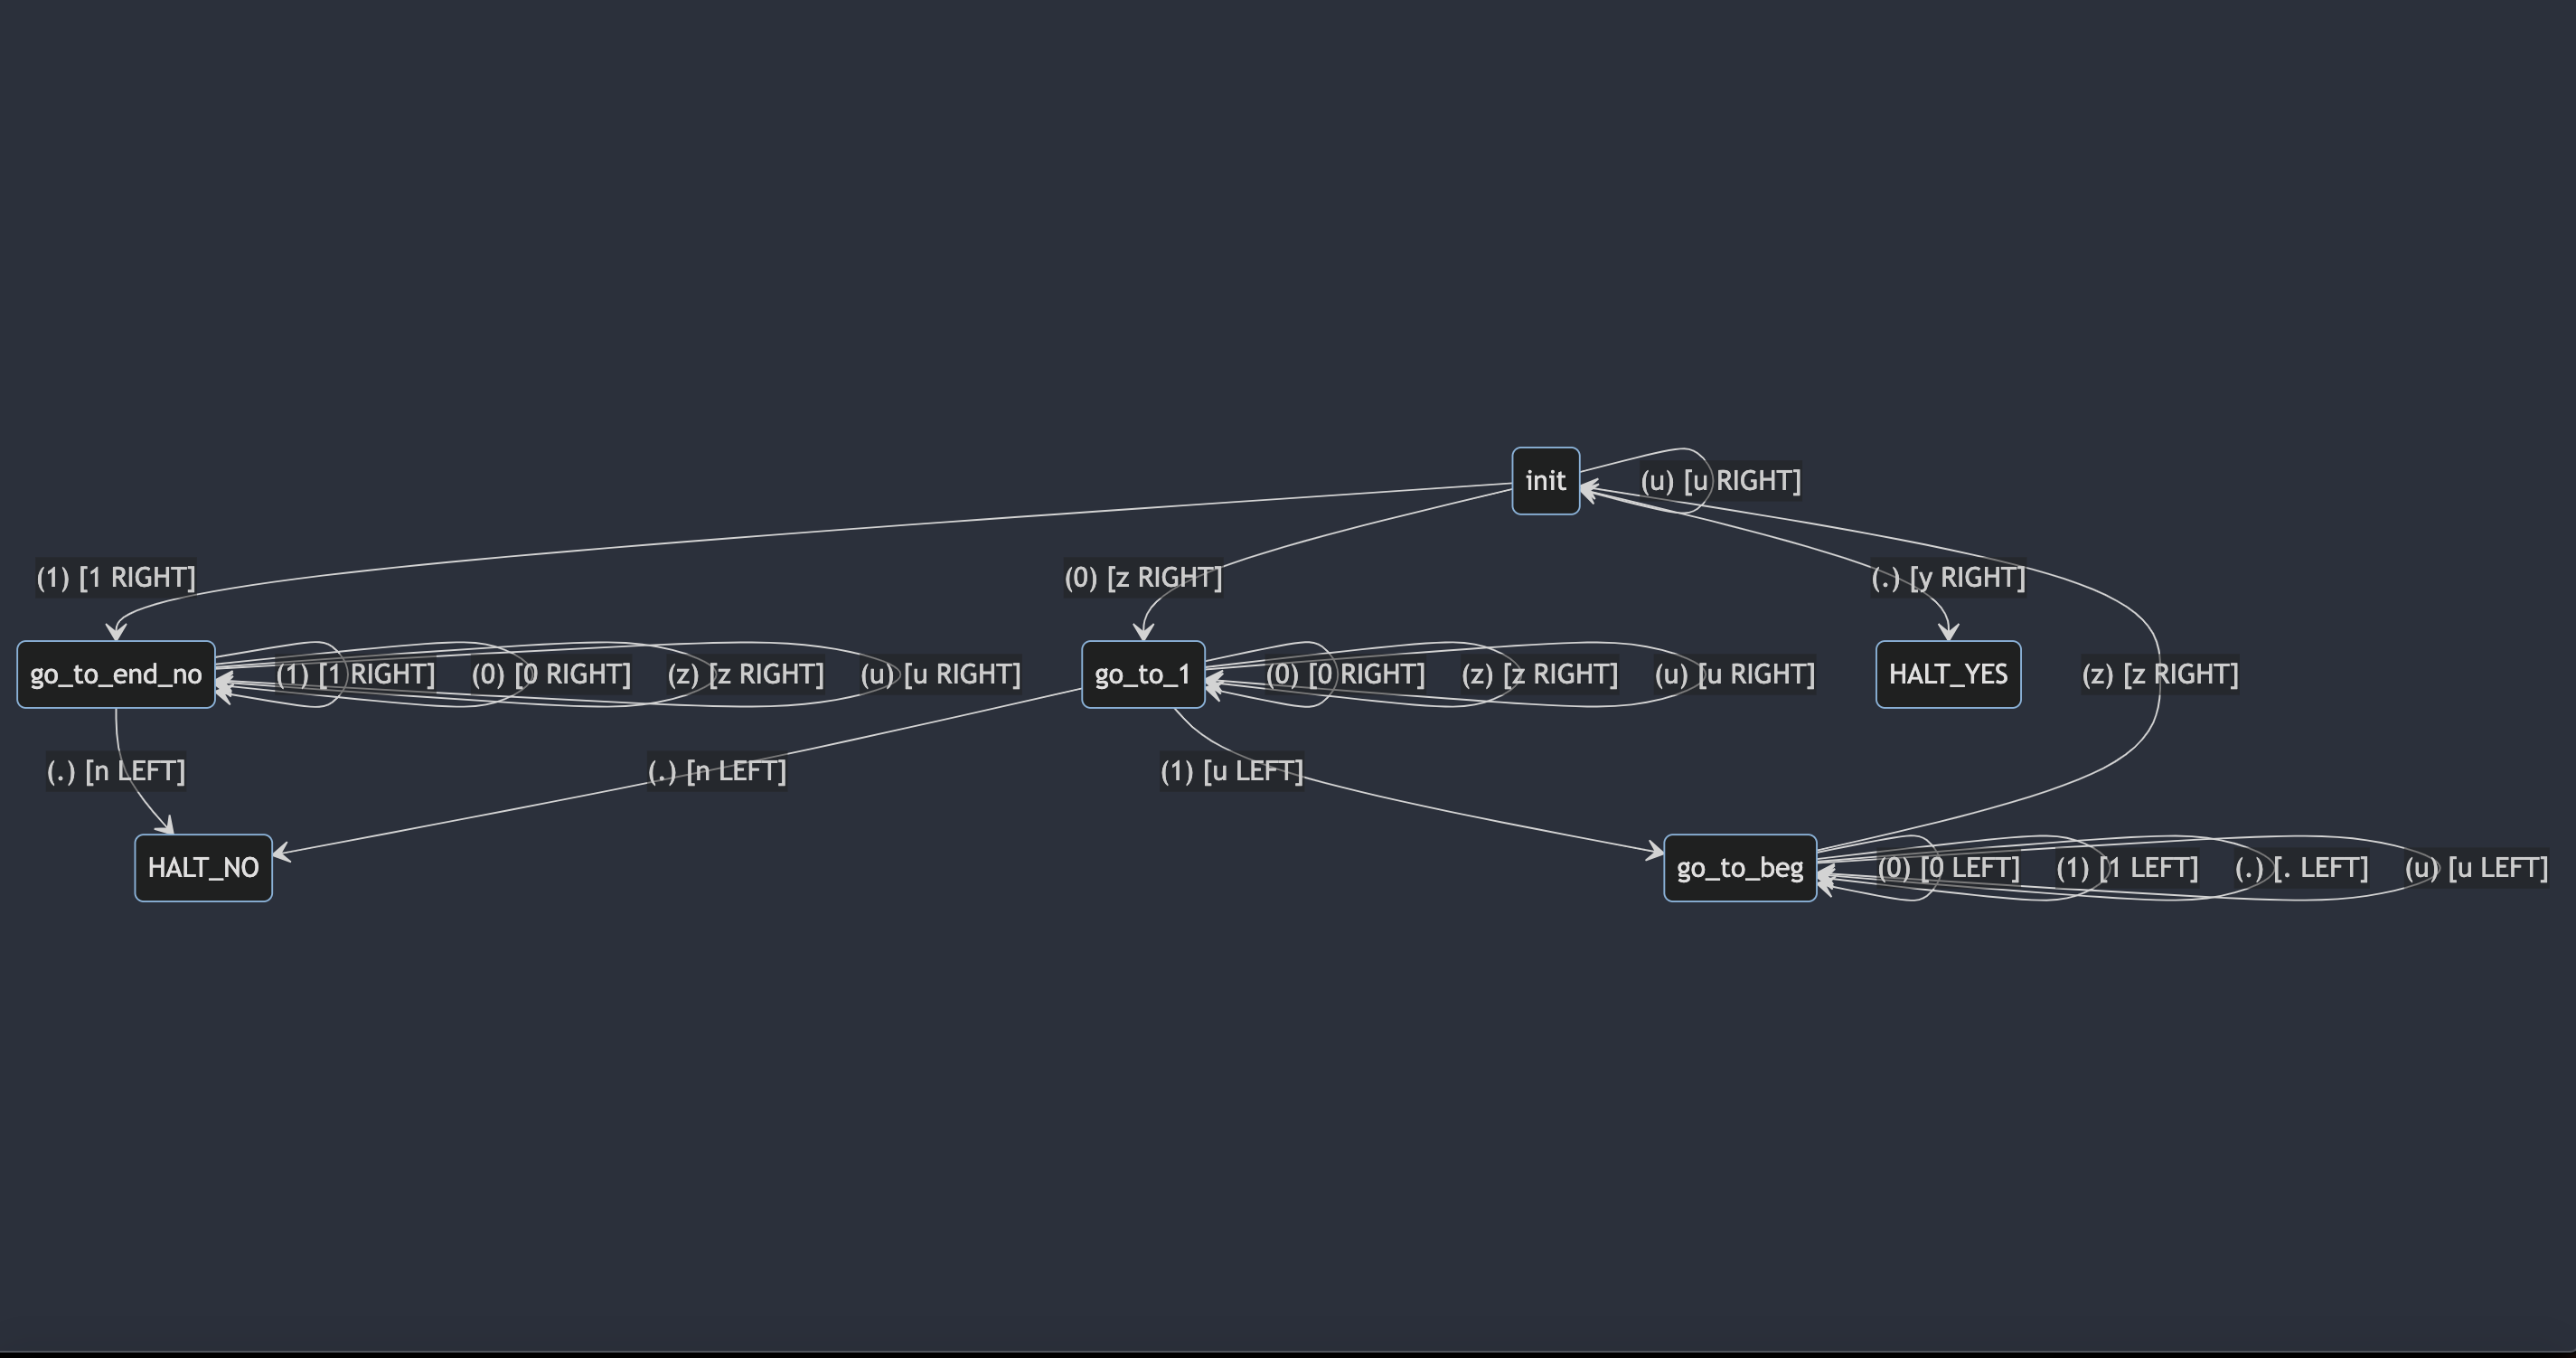 init
(u) [u RIGHT]
(1) [1 RIGHT]
(0) [z RIGHT]
(.) [y RIGHT]
go_to_end_no
(1) [1 RIGHT]
(0) [0 RIGHT]
(z) [z RIGHT]
(u) [u RIGHT]
go_to_1
(0) [0 RIGHT]
(z) [z RIGHT]
(u) [u RIGHT]
HALT_YES
(z) [z RIGHT]
(.) [n LEFT]
(.) [n LEFT]
(1) [u LEFT]
HALT_NO
go_to_beg
(0) [0 LEFT]
(1) [1 LEFT]
(.) [. LEFT]
(u) [u LEFT]